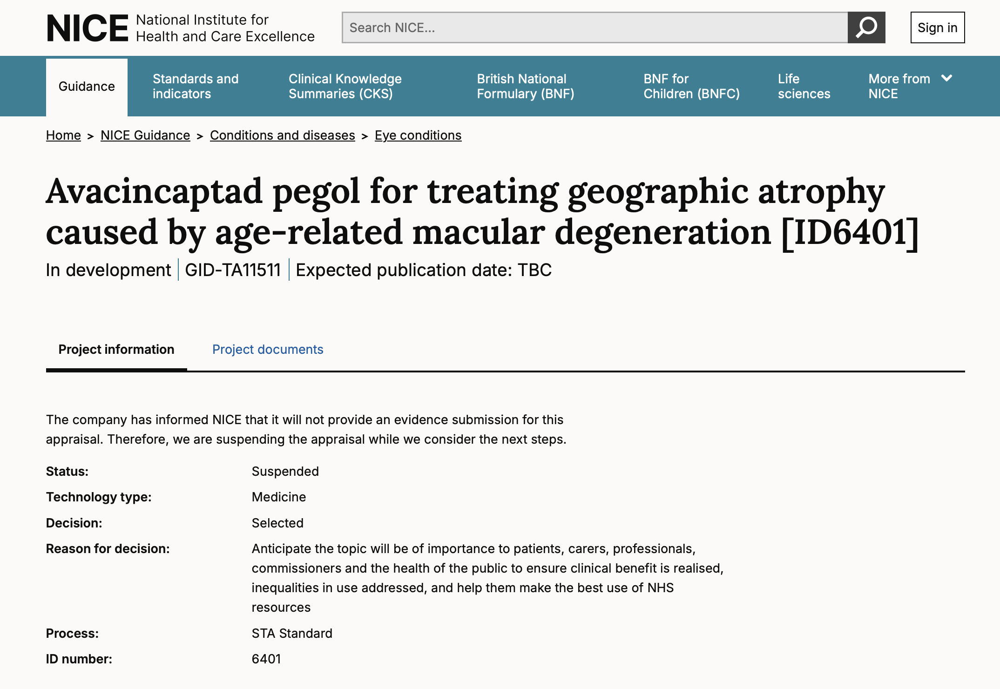 NICE National Institute for
Health and Care Excellence
Search NICE...
Sign in
Guidance
Standards and
indicators
Clinical Knowledge
Summaries (CKS)
British National
Formulary (BNF)
BNF for
Children (BNFC)
Life
sciences
More from
NICE
Home > NICE Guidance > Conditions and diseases > Eye conditions
Avacincaptad pegol for treating geographic atrophy
caused by age-related macular degeneration [ID6401]
In development | GID-TA11511 | Expected publication date: TBC
Project information
Project documents
The company has informed NICE that it will not provide an evidence submission for this
appraisal. Therefore, we are suspending the appraisal while we consider the next steps.
Status: Suspended
Technology type: Medicine
Decision: Selected
Reason for decision: Anticipate the topic will be of importance to patients, carers, professionals,
commissioners and the health of the public to ensure clinical benefit is realised,
inequalities in use addressed, and help them make the best use of NHS
resources
Process: STA Standard
ID number: 6401